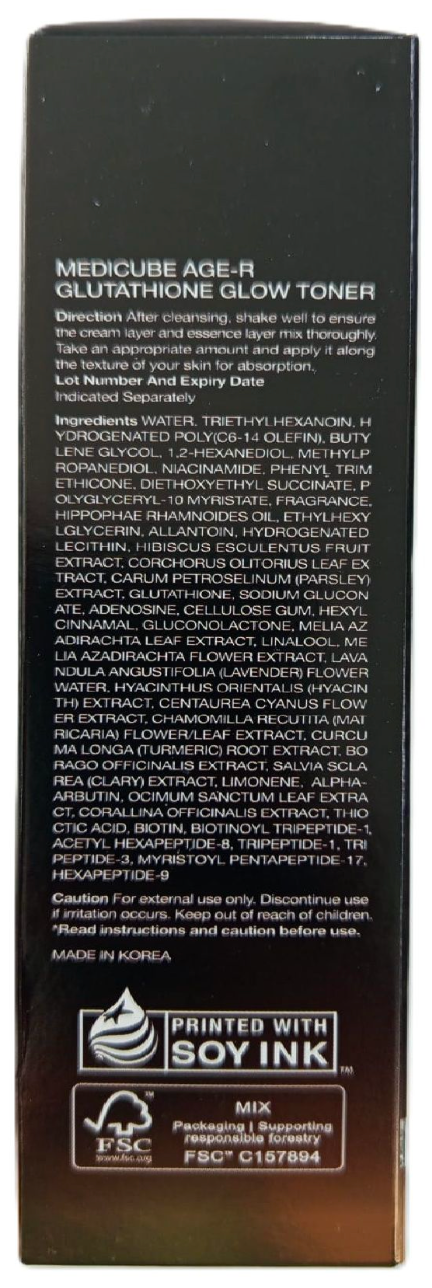 MEDICUBE AGE-R
GLUTATHIONE GLOW TONER
Direction After cleansing, shake well to ensure
the cream layer and essence layer mix thoroughly.
Take an appropriate amount and apply it along
the texture of your skin for absorption.
Lot Number And Expiry Date
Indicated Separately
Ingredients WATER, TRIETHYLHEXANOIN, H
YDROGENATED POLY(C6-14 OLEFIN), BUTY
LENE GLYCOL, 1,2-HEXANEDIOL, METHYLP
ROPANEDIOL, NIACINAMIDE, PHENYL TRIM
ETHICONE, DIETHOXYETHYL SUCCINATE, P
OLYGLYCERYL-10 MYRISTATE, FRAGRANCE,
HIPPOPHAE RHAMNOIDES OIL, ETHYLHEXY
LGLYCERIN, ALLANTOIN, HYDROGENATED
LECITHIN, HIBISCUS ESCULENTUS FRUIT
EXTRACT, CORCHORUS OLITORIUS LEAF EX
TRACT, CARUM PETROSELINUM (PARSLEY)
EXTRACT, GLUTATHIONE, SODIUM GLUCON
ATE, ADENOSINE, CELLULOSE GUM, HEXYL
CINNAMAL, GLUCONOLACTONE, MELIA AZ
ADIRACHTA LEAF EXTRACT, LINALOOL, ME
LIA AZADIRACHTA FLOWER EXTRACT, LAVA
NDULA ANGUSTIFOLIA (LAVENDER) FLOWER
WATER, HYACINTHUS ORIENTALIS (HYACIN
TH) EXTRACT, CENTAUREA CYANUS FLOW
ER EXTRACT, CHAMOMILLA RECUTITA (MAT
RICARIA) FLOWER/LEAF EXTRACT, CURCU
MA LONGA (TURMERIC) ROOT EXTRACT, BO
RAGO OFFICINALIS EXTRACT, SALVIA SCLA
REA (CLARY) EXTRACT, LIMONENE, ALPHA-
ARBUTIN, OCIMUM SANCTUM LEAF EXTRA
CT, CORALLINA OFFICINALIS EXTRACT, THIO
CTIC ACID, BIOTIN, BIOTINOYL TRIPEPTIDE-1,
ACETYL HEXAPEPTIDE-8, TRIPEPTIDE-1, TRI
PEPTIDE-3, MYRISTOYL PENTAPEPTIDE-17,
HEXAPEPTIDE-9
Caution For external use only. Discontinue use
if irritation occurs. Keep out of reach of children.
*Read instructions and caution before use.
MADE IN KOREA
PRINTED WITH
SOY INK™
FSC™
www.fsc.org
MIX
Packaging | Supporting
responsible forestry
FSC™ C157894